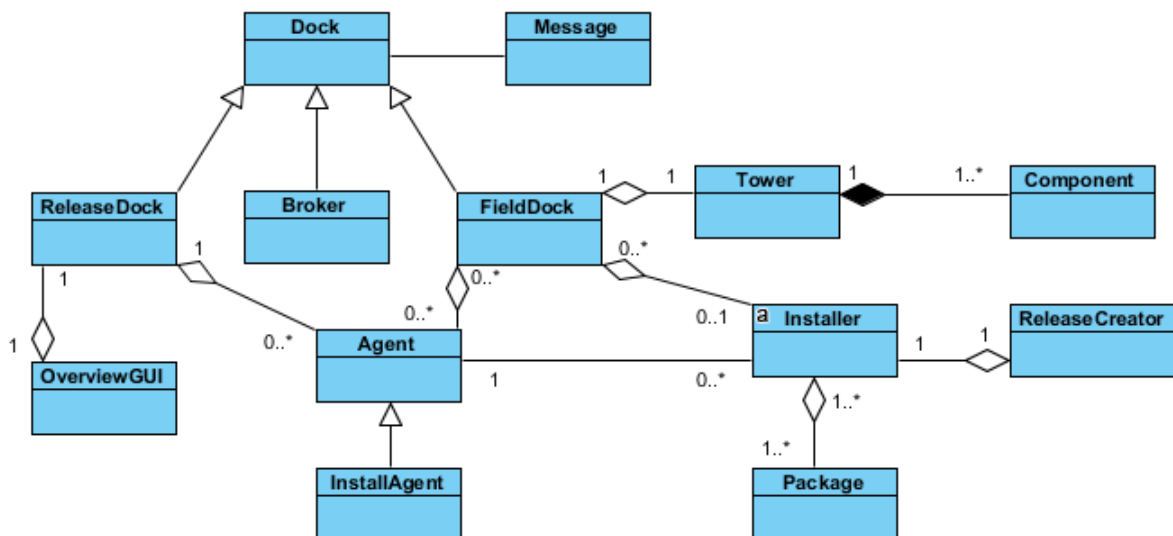 Dock
Message
ReleaseDock
Broker
FieldDock
1
1
Tower
1
1..*
Component
1
0..*
0..*
1
0..*
0..*
0..1
a
Installer
ReleaseCreator
1
OverviewGUI
Agent
1
0..*
1
1
1..*
1..*
InstallAgent
Package